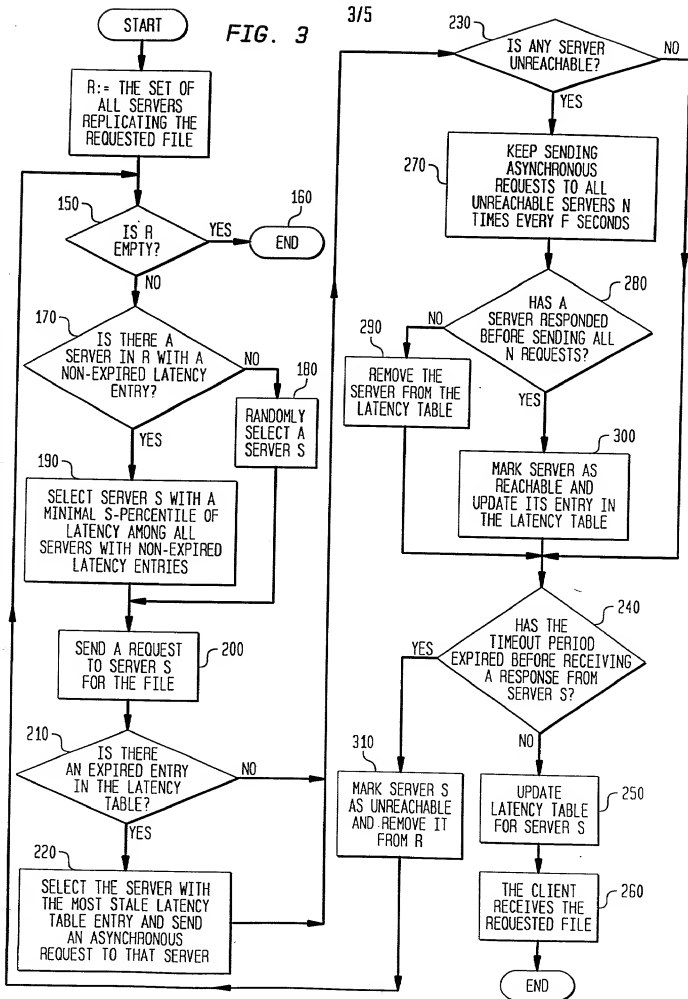 3/5
FIG. 3
START
R:= THE SET OF
ALL SERVERS
REPLICATING THE
REQUESTED FILE
150
IS R
EMPTY?
YES
160
END
NO
170
IS THERE A
SERVER IN R WITH A
NON-EXPIRED LATENCY
ENTRY?
NO
180
RANDOMLY
SELECT A
SERVER S
YES
190
SELECT SERVER S WITH A
MINIMAL S-PERCENTILE OF
LATENCY AMONG ALL
SERVERS WITH NON-EXPIRED
LATENCY ENTRIES
SEND A REQUEST
TO SERVER S
FOR THE FILE
200
210
IS THERE
AN EXPIRED ENTRY
IN THE LATENCY
TABLE?
NO
YES
220
SELECT THE SERVER WITH
THE MOST STALE LATENCY
TABLE ENTRY AND SEND
AN ASYNCHRONOUS
REQUEST TO THAT SERVER
230
IS ANY SERVER
UNREACHABLE?
NO
YES
270
KEEP SENDING
ASYNCHRONOUS
REQUESTS TO ALL
UNREACHABLE SERVERS N
TIMES EVERY F SECONDS
280
HAS A
SERVER RESPONDED
BEFORE SENDING ALL
N REQUESTS?
NO
290
REMOVE THE
SERVER FROM THE
LATENCY TABLE
YES
300
MARK SERVER AS
REACHABLE AND
UPDATE ITS ENTRY IN
THE LATENCY TABLE
240
HAS THE
TIMEOUT PERIOD
EXPIRED BEFORE RECEIVING
A RESPONSE FROM
SERVER S?
YES
310
MARK SERVER S
AS UNREACHABLE
AND REMOVE IT
FROM R
NO
UPDATE
LATENCY TABLE
FOR SERVER S
250
THE CLIENT
RECEIVES THE
REQUESTED FILE
260
END